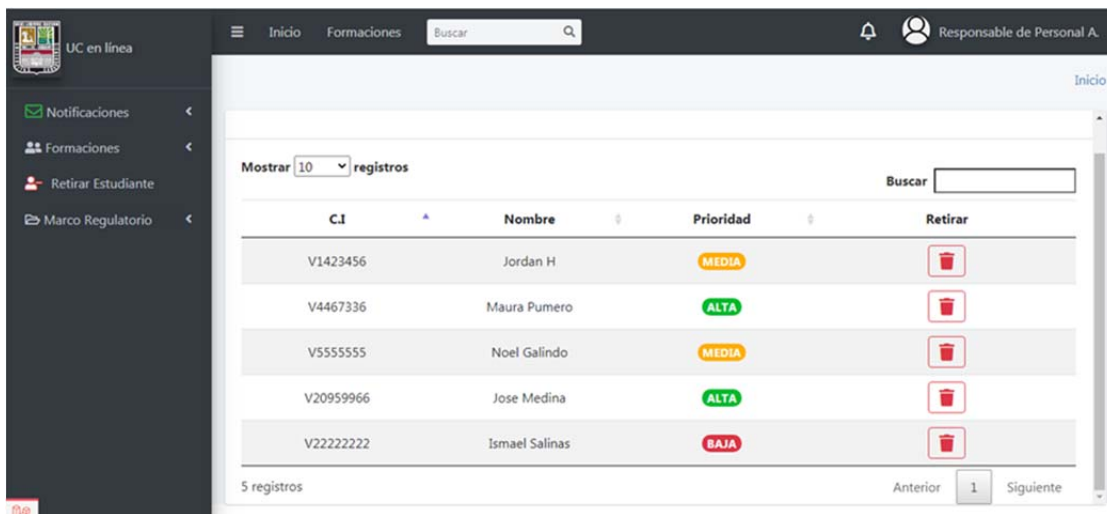 UC en línea
Inicio Formaciones Buscar
Responsable de Personal A.
Inicio
Notificaciones
Formaciones
Retirar Estudiante
Marco Regulatorio
Mostrar 10 registros
Buscar
C.I Nombre Prioridad Retirar
V1423456 Jordan H MEDIA
V4467336 Maura Pumero ALTA
V5555555 Noel Galindo MEDIA
V20959966 Jose Medina ALTA
V22222222 Ismael Salinas BAJA
5 registros
Anterior 1 Siguiente